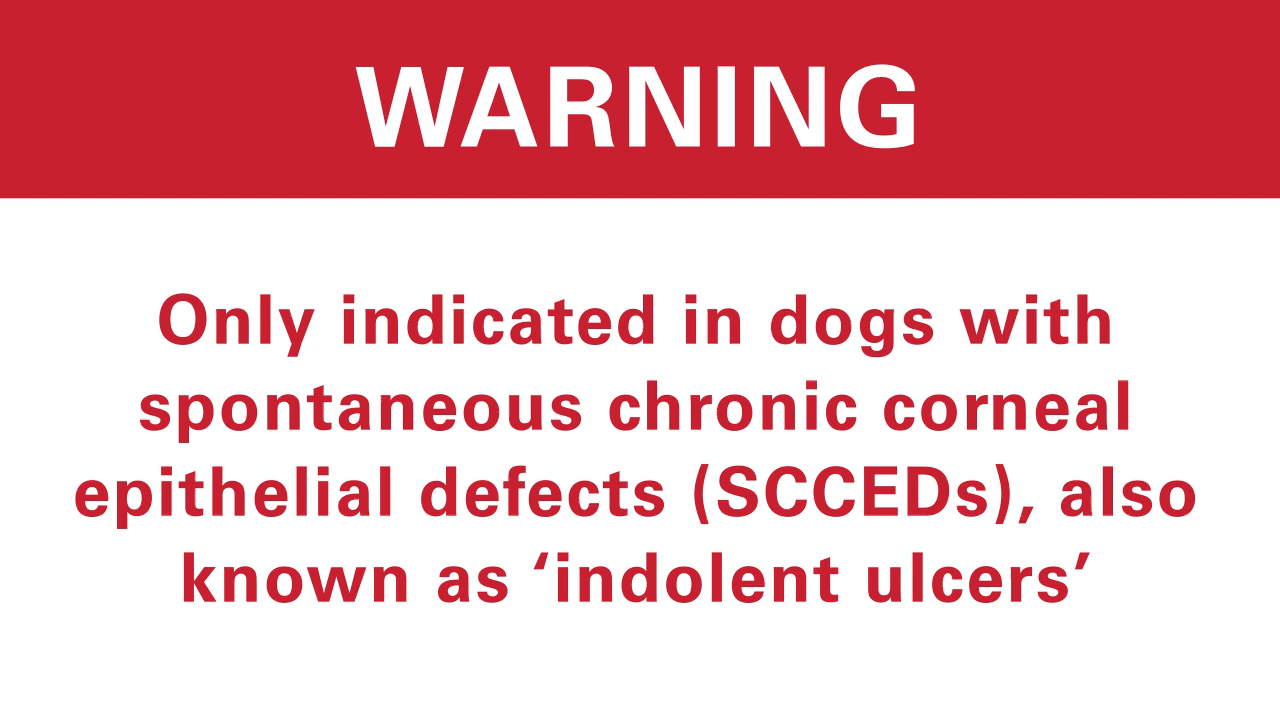 WARNING
Only indicated in dogs with
spontaneous chronic corneal
epithelial defects (SCCEDs), also
known as ‘indolent ulcers’